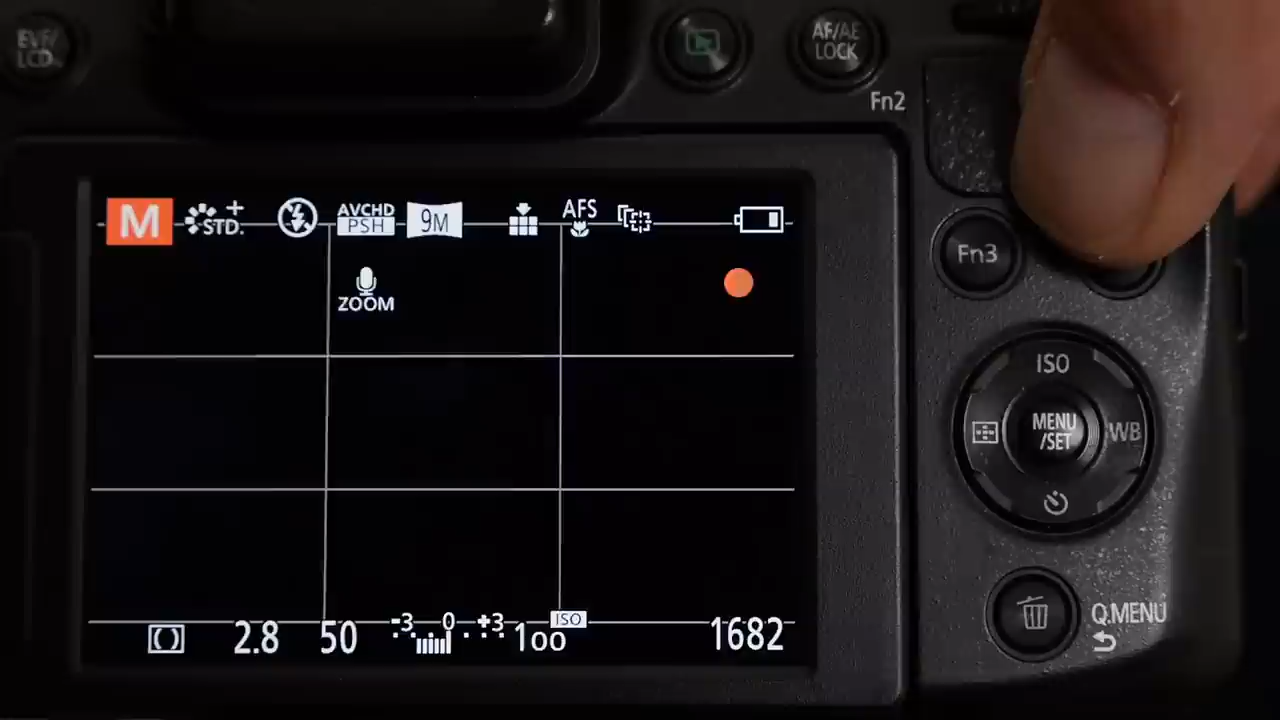 EVF/
LCD
AF/AE
LOCK
Fn2
M
STD.
AVCHD
PSH
9M
AFS
ZOOM
Fn3
ISO
MENU
/SET
WB
2.8
50
-3 0 +3
ISO
100
1682
Q.MENU